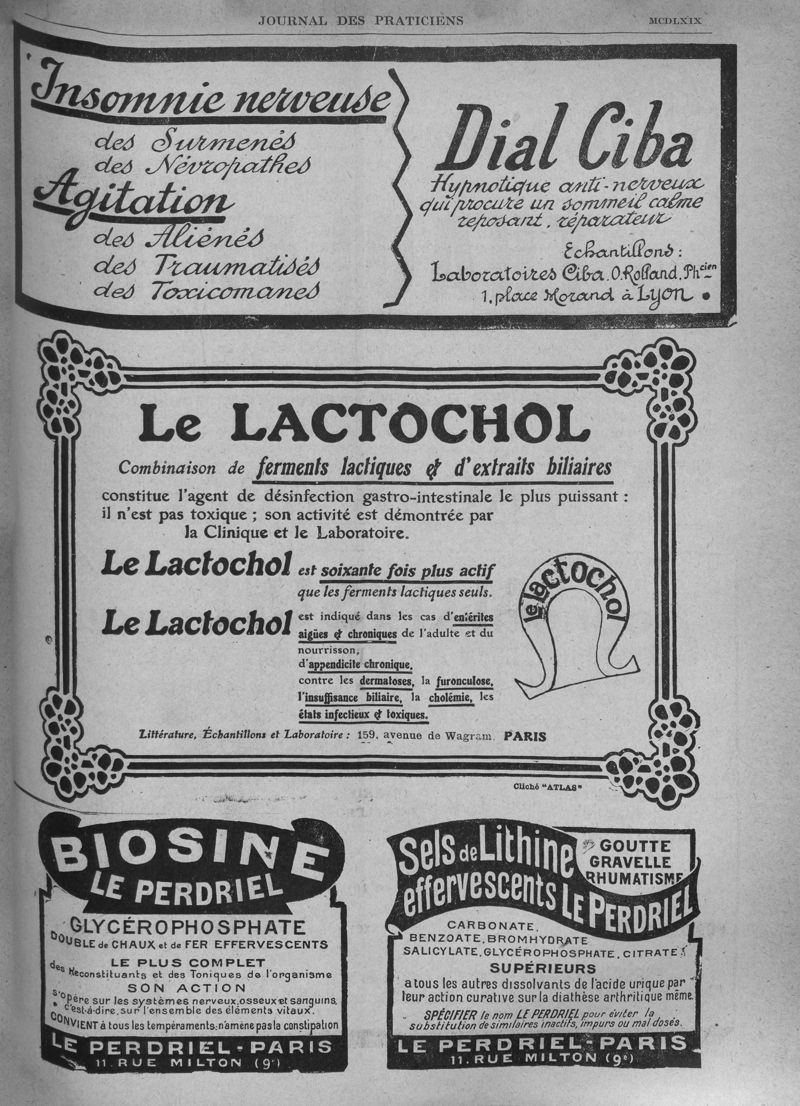 JOURNAL DES PRATICIENS
MCDLXIX
Insomnie nerveuse
des Surmenés
des Névropathes
Agitation
des Aliénés
des Traumatisés
des Toxicomanes
Dial Ciba
Hypnotique anti-nerveux
qui procure un sommeil calme
reposant, réparateur
Echantillons :
Laboratoires Ciba. O. Rolland, Phcien
1, place Morand à Lyon
Le LACTOCHOL
Combinaison de ferments lactiques & d'extraits biliaires
constitue l'agent de désinfection gastro-intestinale le plus puissant :
il n'est pas toxique ; son activité est démontrée par
la Clinique et le Laboratoire.
Le Lactochol est soixante fois plus actif
que les ferments lactiques seuls.
Le Lactochol est indiqué dans les cas d'entérites
aigües & chroniques de l'adulte et du
nourrisson,
d'appendicite chronique,
contre les dermatoses, la furonculose,
l'insuffisance biliaire, la cholémie, les
états infectieux & toxiques.
le lactochol
Littérature, Échantillons et Laboratoire : 159, avenue de Wagram. PARIS
Cliché "ATLAS"
BIOSINE
LE PERDRIEL
GLYCÉROPHOSPHATE
DOUBLE de CHAUX et de FER EFFERVESCENTS
LE PLUS COMPLET
des Reconstituants et des Toniques de l'organisme
SON ACTION
s'opère sur les systèmes nerveux, osseux et sanguins,
c'est-à-dire, sur l'ensemble des éléments vitaux.
CONVIENT à tous les tempéraments; n'amène pas la constipation
LE PERDRIEL - PARIS
11. RUE MILTON (9e)
Sels de Lithine
effervescents LE PERDRIEL
GOUTTE
GRAVELLE
RHUMATISME
CARBONATE,
BENZOATE, BROMHYDRATE
SALICYLATE, GLYCÉROPHOSPHATE, CITRATE
SUPÉRIEURS
a tous les autres dissolvants de l'acide urique par
leur action curative sur la diathèse arthritique même.
SPÉCIFIER le nom LE PERDRIEL pour éviter la
substitution de similaires inactifs, impurs ou mal dosés.
LE PERDRIEL - PARIS
11. RUE MILTON (9e)